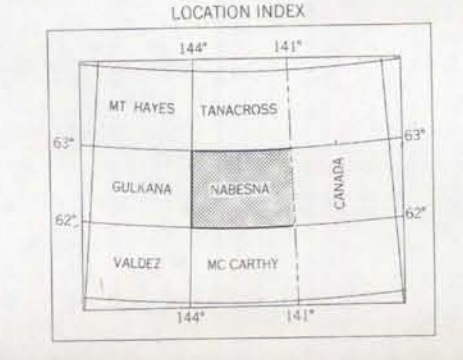 LOCATION INDEX
144° 141°
MT HAYES TANACROSS
63° 63°
GULKANA NABESNA CANADA
62° 62°
VALDEZ MC CARTHY
144° 141°